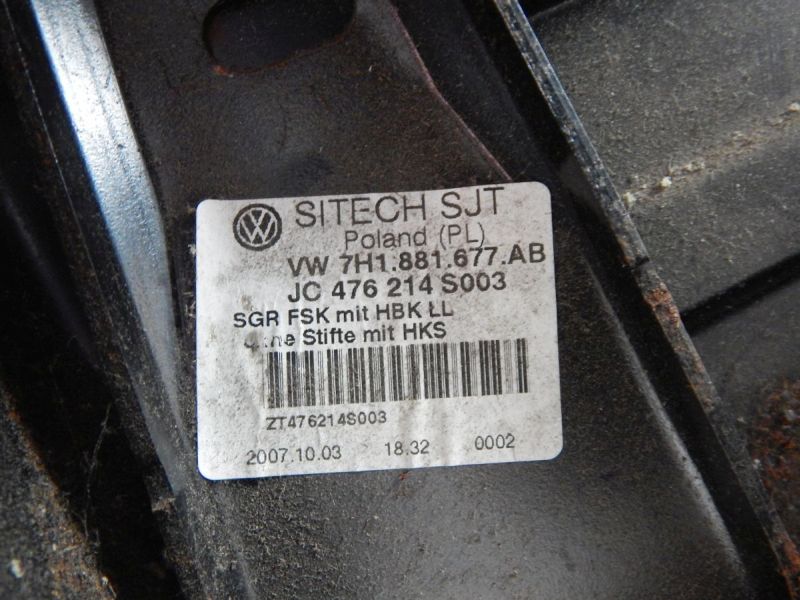 SITECH SJT
Poland (PL)
VW 7H1.881.677.AB
JC 476 214 S003
SGR FSK mit HBK LL
ohne Stifte mit HKS
ZT476214S003
2007.10.03 18.32 0002